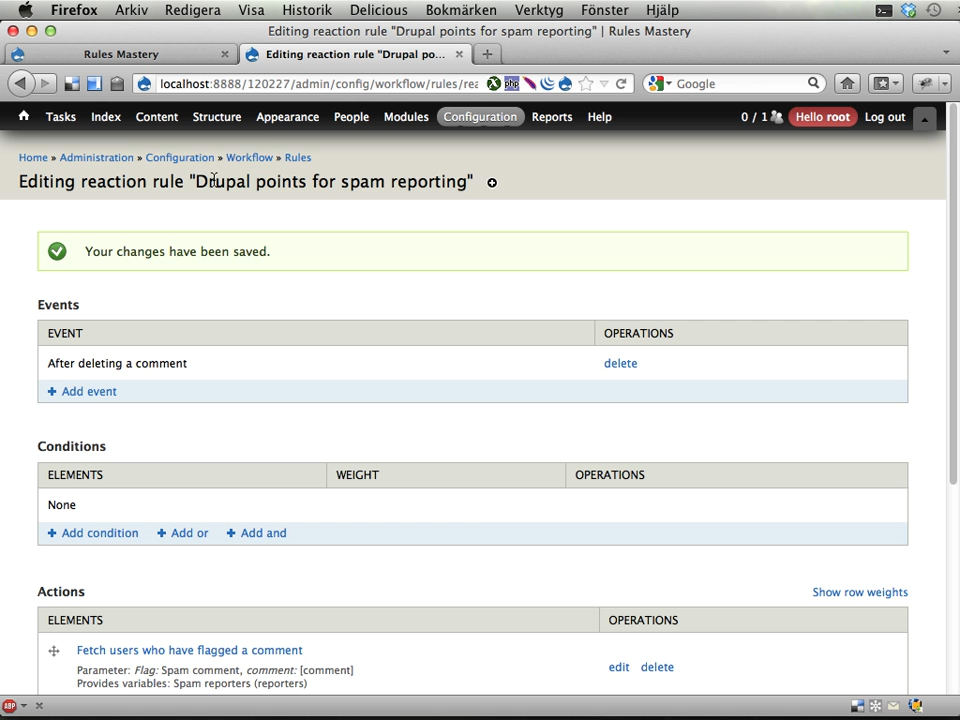 Firefox Arkiv Redigera Visa Historik Delicious Bokmärken Verktyg Fönster Hjälp
Editing reaction rule "Drupal points for spam reporting" | Rules Mastery
Rules Mastery
Editing reaction rule "Drupal po...
localhost:8888/120227/admin/config/workflow/rules/rea
php
Google
Tasks Index Content Structure Appearance People Modules Configuration Reports Help 0 / 1 Hello root Log out
Home » Administration » Configuration » Workflow » Rules
Editing reaction rule "Drupal points for spam reporting"
Your changes have been saved.
Events
EVENT OPERATIONS
After deleting a comment delete
Add event
Conditions
ELEMENTS WEIGHT OPERATIONS
None
Add condition Add or Add and
Actions Show row weights
ELEMENTS OPERATIONS
Fetch users who have flagged a comment
Parameter: Flag: Spam comment, comment: [comment]
edit delete
Provides variables: Spam reporters (reporters)
ABP